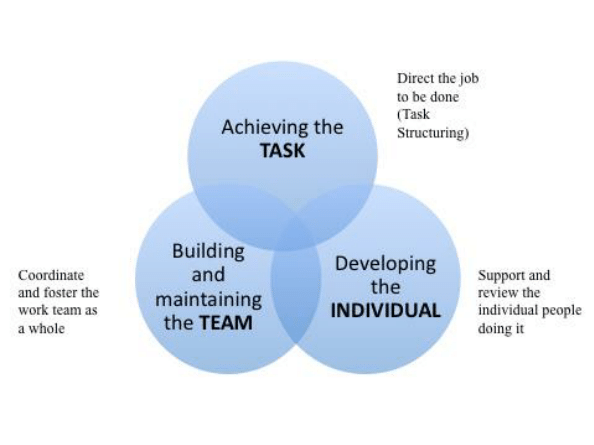 Direct the job
to be done
(Task
Structuring)
Achieving the
TASK
Building
and
maintaining
the TEAM
Developing
the
INDIVIDUAL
Coordinate
and foster the
work team as
a whole
Support and
review the
individual people
doing it